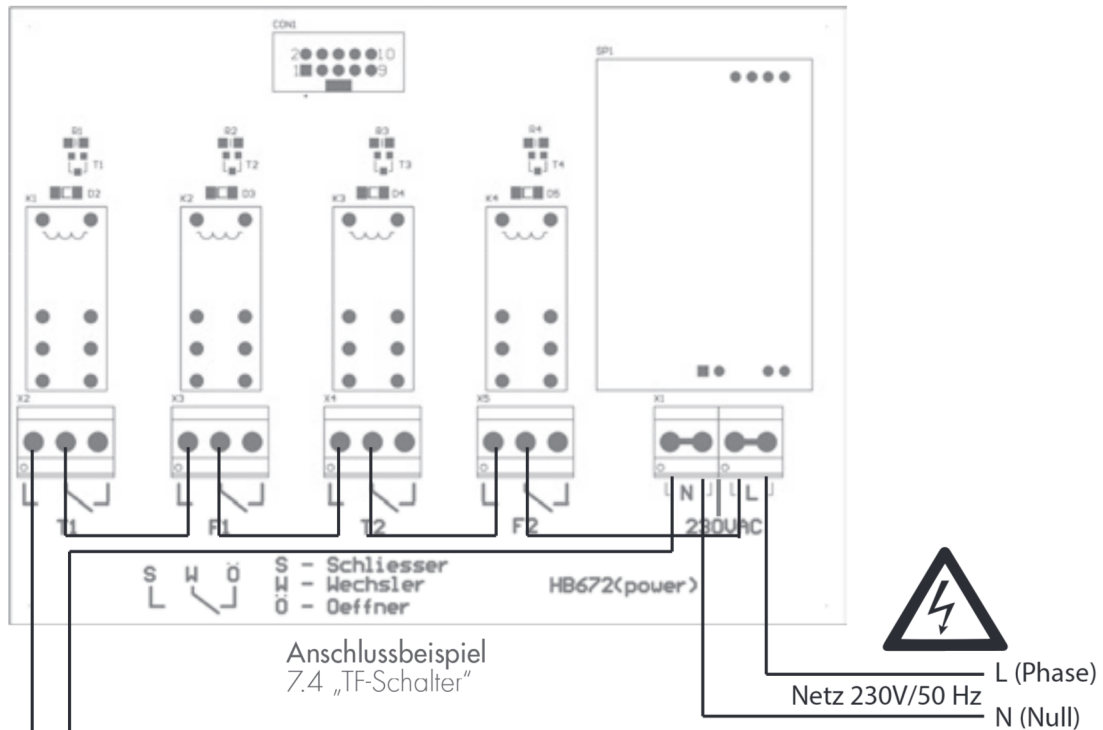 CON1
2 10
1 9
SP1
R1 R2 R3 R4
T1 T2 T3 T4
D2 D3 D4 D5
K1 K2 K3 K4
X2 X3 X4 X5 X1
N L
T1 F1 T2 F2 230VAC
S W Ö
S - Schliesser
W - Wechsler
Ö - Oeffner
HB672(power)
Anschlussbeispiel
7.4 „TF-Schalter“
L (Phase)
Netz 230V/50 Hz
N (Null)